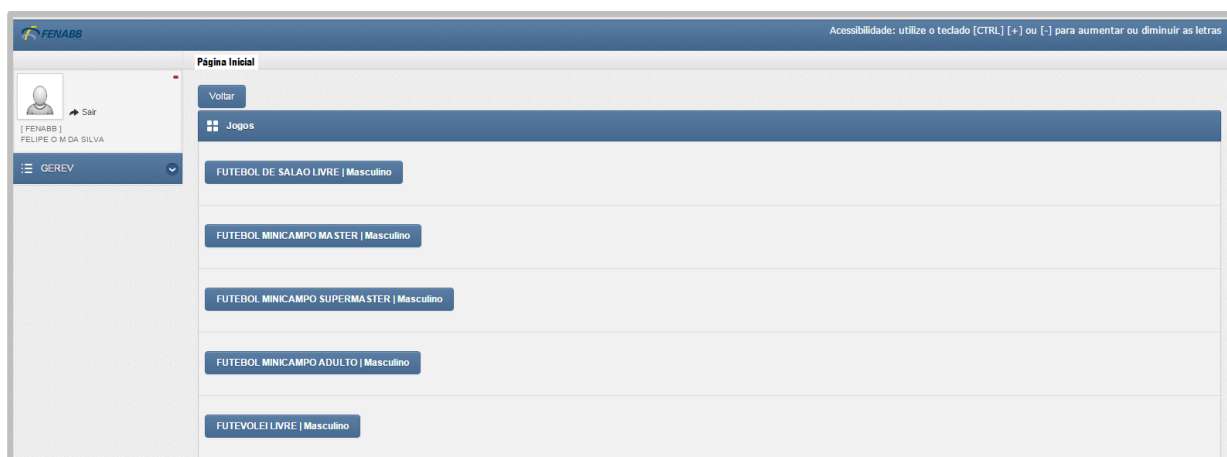 FENABB
Acessibilidade: utilize o teclado [CTRL] [+] ou [-] para aumentar ou diminuir as letras
Página Inicial
Sair
[ FENABB ]
FELIPE O M DA SILVA
GEREV
Voltar
Jogos
FUTEBOL DE SALAO LIVRE | Masculino
FUTEBOL MINICAMPO MASTER | Masculino
FUTEBOL MINICAMPO SUPERMASTER | Masculino
FUTEBOL MINICAMPO ADULTO | Masculino
FUTEVOLEI LIVRE | Masculino